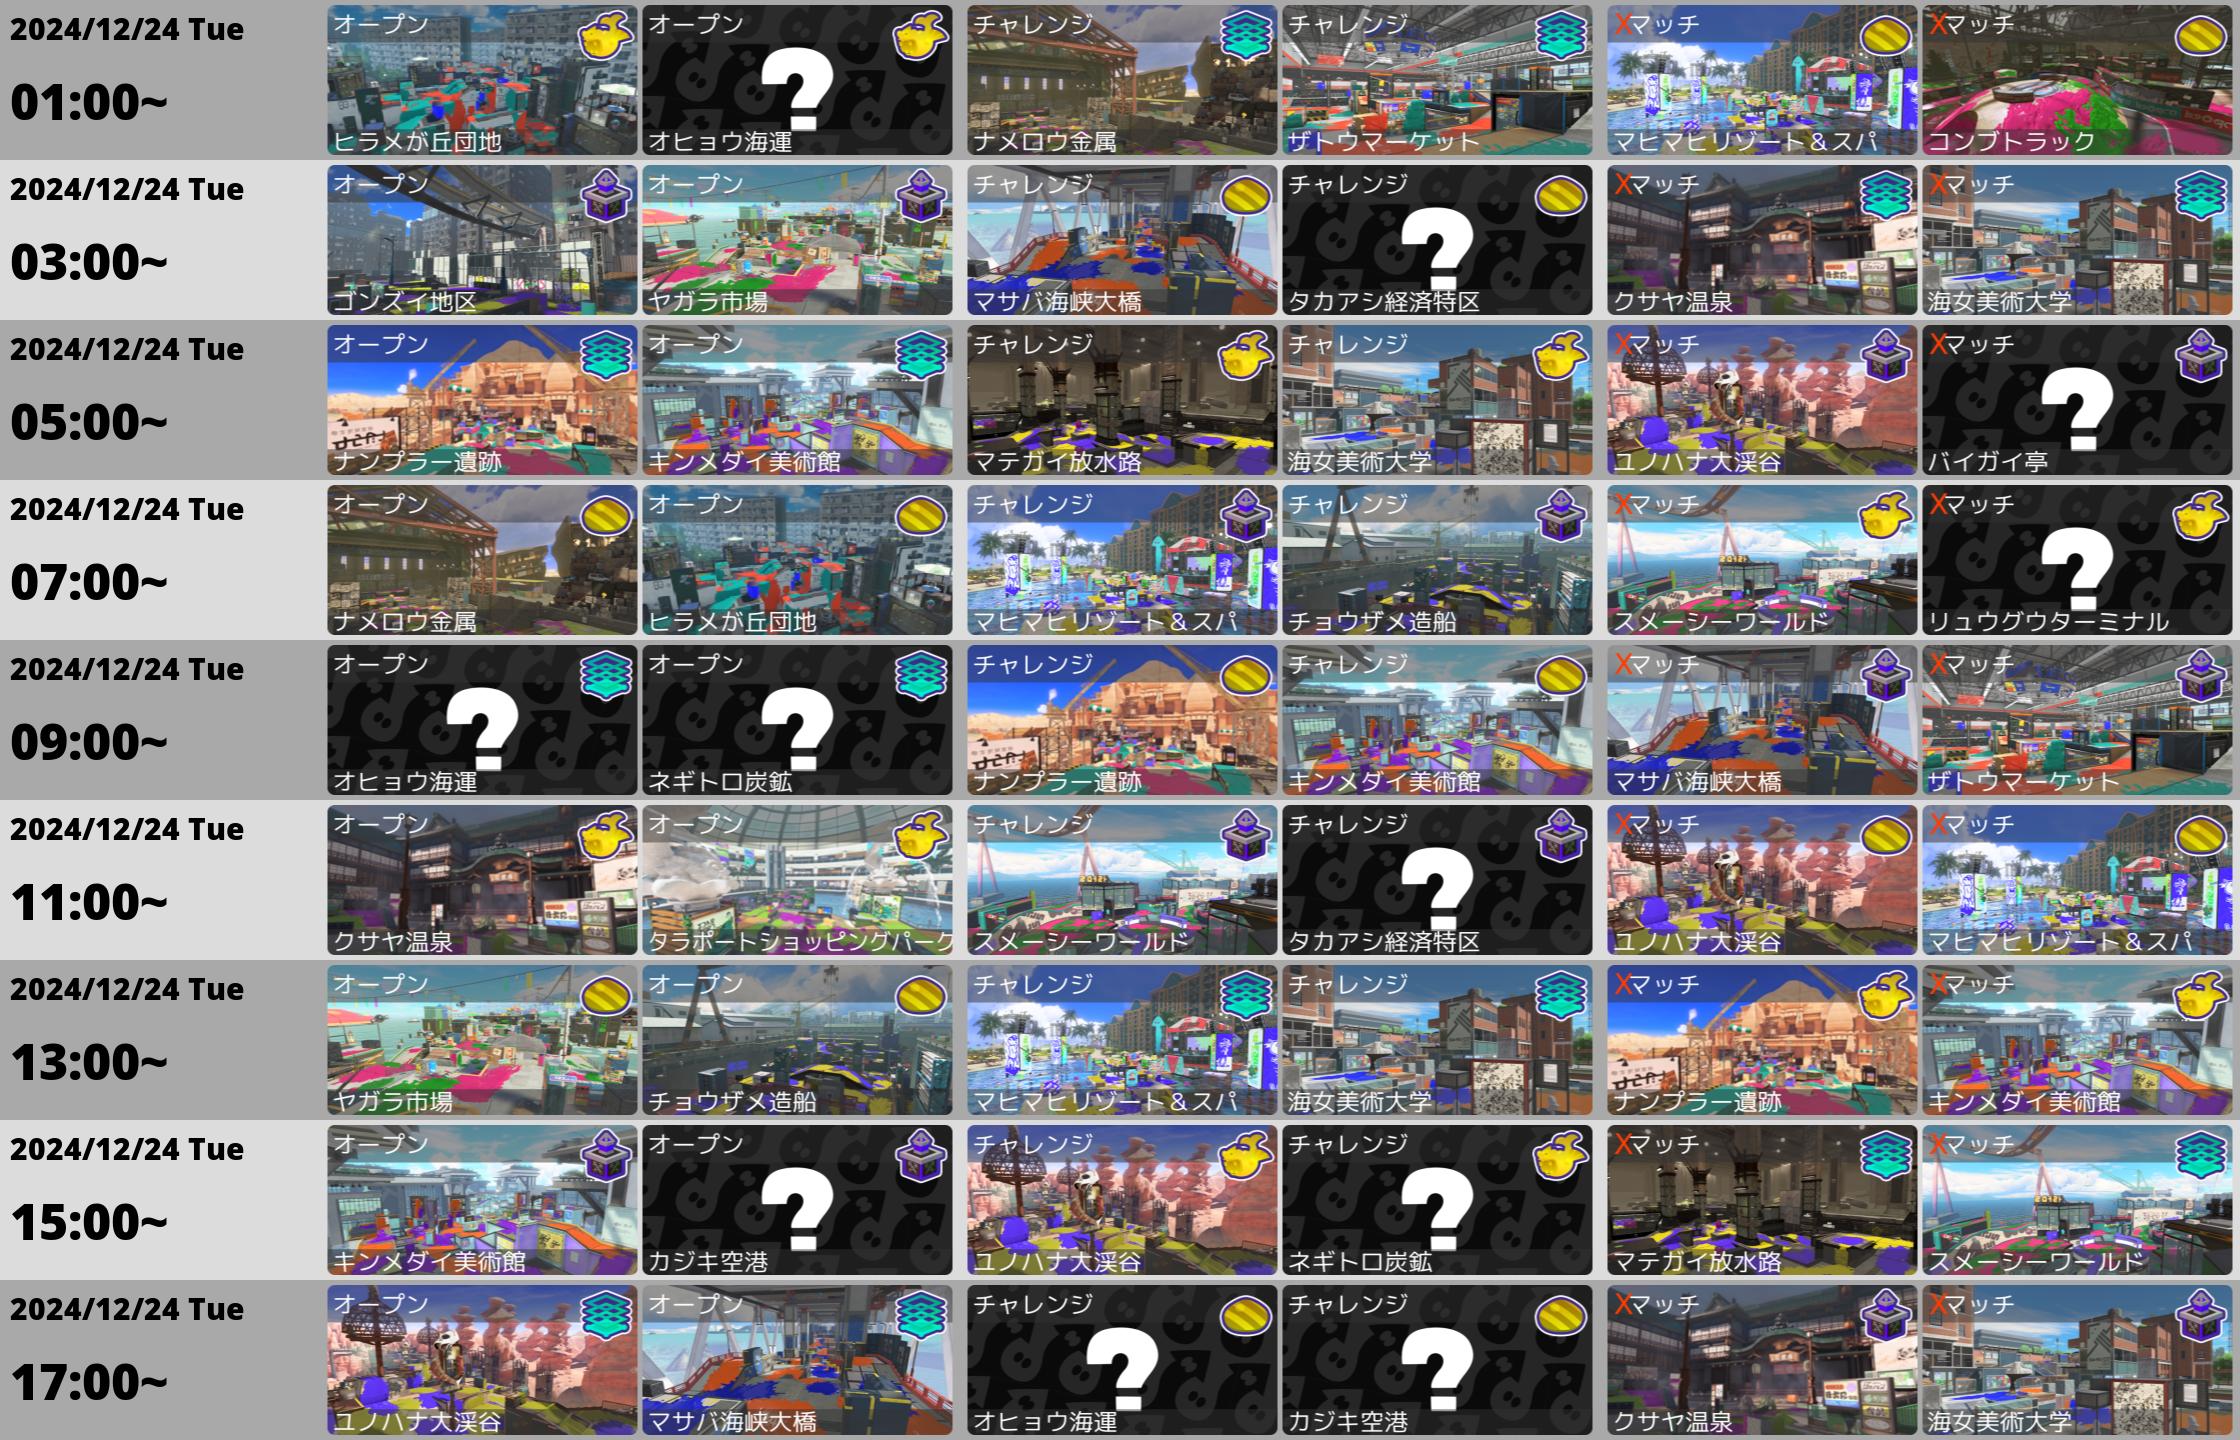 2024/12/24 Tue
01:00~
オープン
ヒラメが丘団地
オープン
オヒョウ海運
チャレンジ
ナメロウ金属
チャレンジ
ザトウマーケット
Xマッチ
マヒマヒリゾート＆スパ
Xマッチ
コンブトラック
2024/12/24 Tue
03:00~
オープン
ゴンズイ地区
オープン
ヤガラ市場
チャレンジ
マサバ海峡大橋
チャレンジ
タカアシ経済特区
Xマッチ
クサヤ温泉
Xマッチ
海女美術大学
2024/12/24 Tue
05:00~
オープン
ナンプラー遺跡
オープン
キンメダイ美術館
チャレンジ
マテガイ放水路
チャレンジ
海女美術大学
Xマッチ
ユノハナ大渓谷
Xマッチ
バイガイ亭
2024/12/24 Tue
07:00~
オープン
ナメロウ金属
オープン
ヒラメが丘団地
チャレンジ
マヒマヒリゾート＆スパ
チャレンジ
チョウザメ造船
Xマッチ
スメーシーワールド
Xマッチ
リュウグウターミナル
2024/12/24 Tue
09:00~
オープン
オヒョウ海運
オープン
ネギトロ炭鉱
チャレンジ
ナンプラー遺跡
チャレンジ
キンメダイ美術館
Xマッチ
マサバ海峡大橋
Xマッチ
ザトウマーケット
2024/12/24 Tue
11:00~
オープン
クサヤ温泉
オープン
タラポートショッピングパーク
チャレンジ
スメーシーワールド
チャレンジ
タカアシ経済特区
Xマッチ
ユノハナ大渓谷
Xマッチ
マヒマヒリゾート＆スパ
2024/12/24 Tue
13:00~
オープン
ヤガラ市場
オープン
チョウザメ造船
チャレンジ
マヒマヒリゾート＆スパ
チャレンジ
海女美術大学
Xマッチ
ナンプラー遺跡
Xマッチ
キンメダイ美術館
2024/12/24 Tue
15:00~
オープン
キンメダイ美術館
オープン
カジキ空港
チャレンジ
ユノハナ大渓谷
チャレンジ
ネギトロ炭鉱
Xマッチ
マテガイ放水路
Xマッチ
スメーシーワールド
2024/12/24 Tue
17:00~
オープン
ユノハナ大渓谷
オープン
マサバ海峡大橋
チャレンジ
オヒョウ海運
チャレンジ
カジキ空港
Xマッチ
クサヤ温泉
Xマッチ
海女美術大学